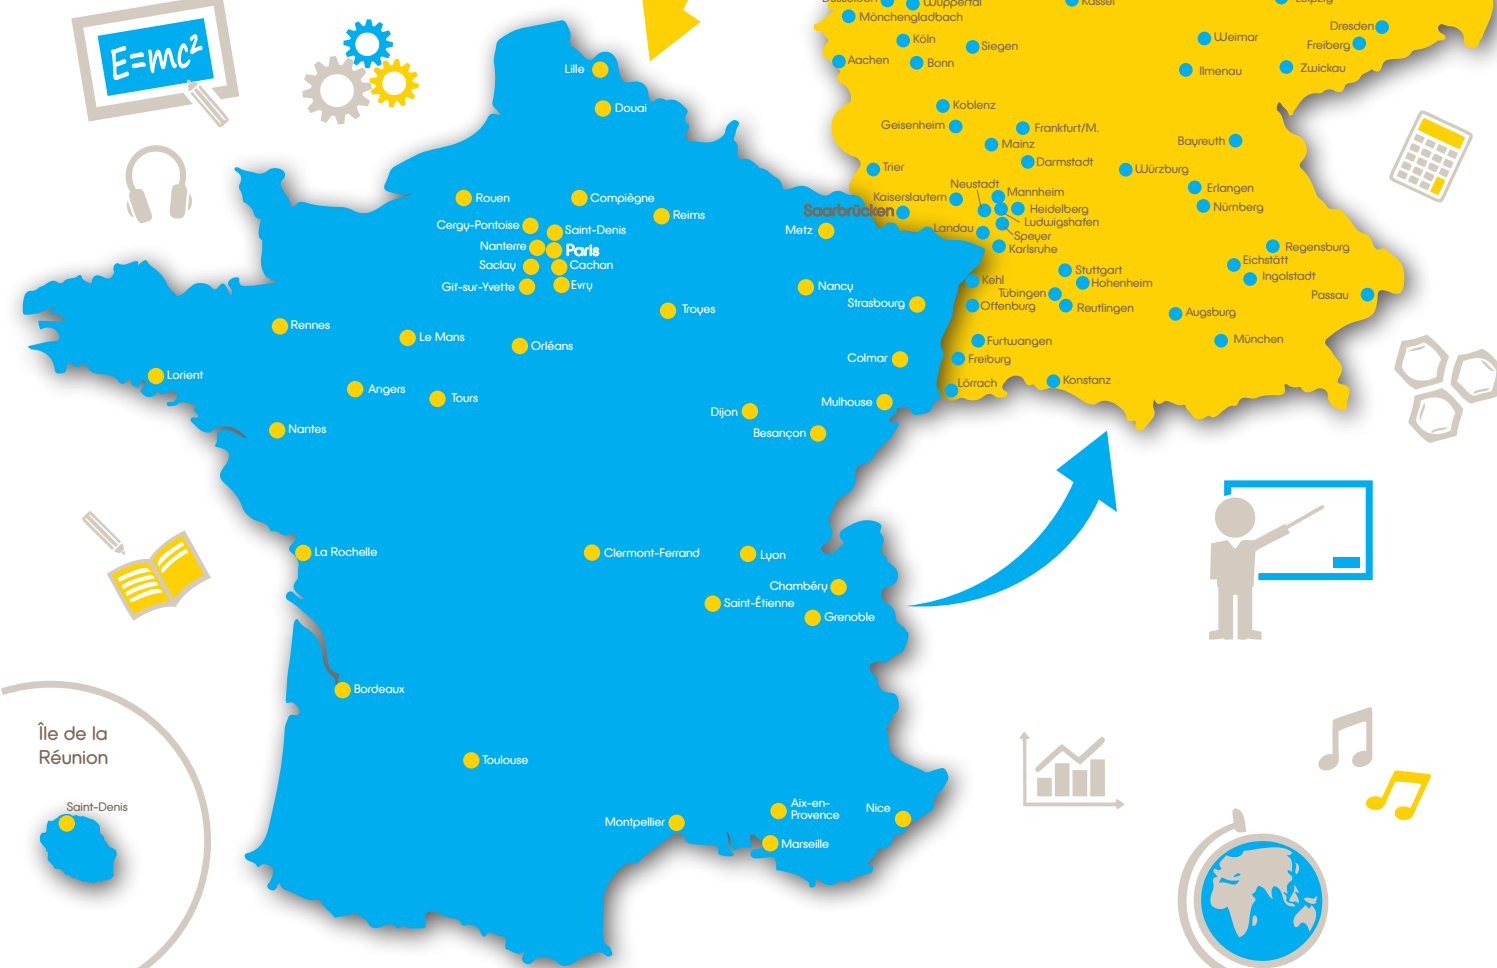 E=mc²
Düsseldorf
Wuppertal
Kassel
Leipzig
Mönchengladbach
Dresden
Köln
Siegen
Weimar
Freiberg
Aachen
Bonn
Ilmenau
Zwickau
Lille
Douai
Koblenz
Geisenheim
Frankfurt/M.
Mainz
Bayreuth
Trier
Darmstadt
Würzburg
Rouen
Compiègne
Kaiserslautern
Neustadt
Mannheim
Erlangen
Saarbrücken
Heidelberg
Nürnberg
Reims
Ludwigshafen
Cergy-Pontoise
Saint-Denis
Metz
Landau
Speyer
Nanterre
Paris
Karlsruhe
Regensburg
Saclay
Cachan
Eichstätt
Stuttgart
Ingolstadt
Gif-sur-Yvette
Evry
Nancy
Kehl
Hohenheim
Tübingen
Passau
Strasbourg
Offenburg
Reutlingen
Augsburg
Troyes
Rennes
Le Mans
Orléans
Furtwangen
München
Colmar
Freiburg
Lorient
Angers
Tours
Lörrach
Konstanz
Mulhouse
Dijon
Nantes
Besançon
La Rochelle
Clermont-Ferrand
Lyon
Chambéry
Saint-Étienne
Grenoble
Bordeaux
Île de la
Réunion
Toulouse
Saint-Denis
Aix-en-
Provence
Nice
Montpellier
Marseille